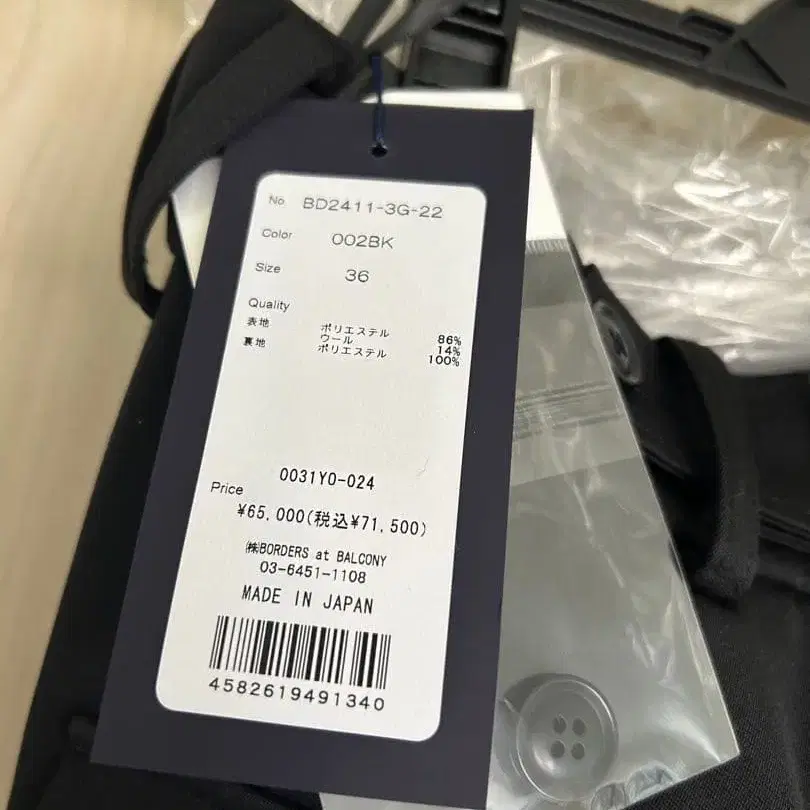 No BD2411-3G-22
Color 002BK
Size 36
Quality
表地 ポリエステル 86%
ウール 14%
裏地 ポリエステル 100%
0031Y0-024
Price
¥65,000(税込¥71,500)
㈱BORDERS at BALCONY
03-6451-1108
MADE IN JAPAN
4582619491340